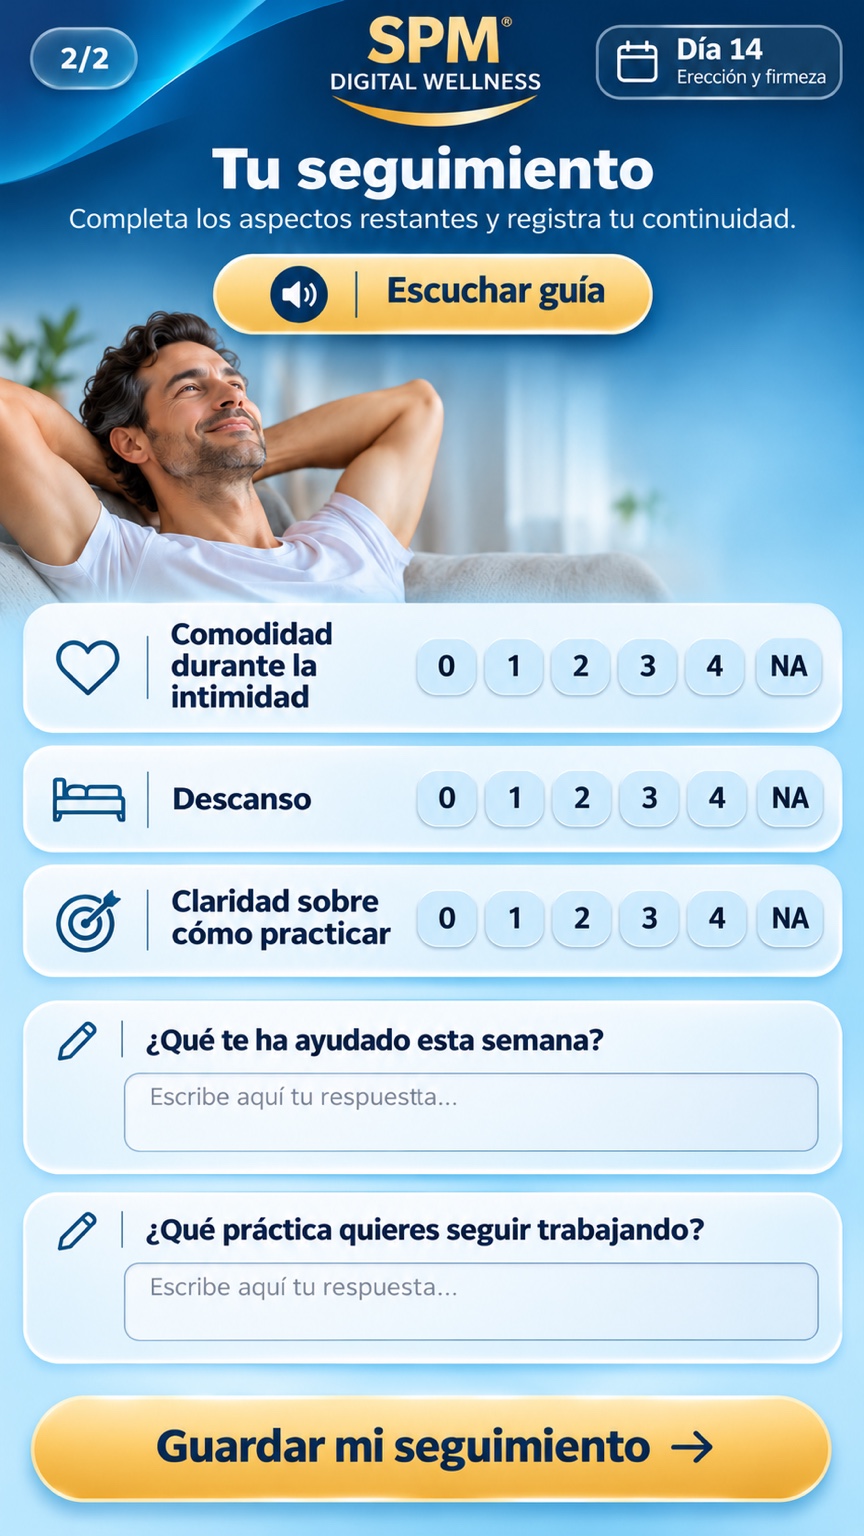 2/2
SPM®
DIGITAL WELLNESS
Día 14
Erección y firmeza
Tu seguimiento
Completa los aspectos restantes y registra tu continuidad.
Escuchar guía
Comodidad
durante la
intimidad
0 1 2 3 4 NA
Descanso 0 1 2 3 4 NA
Claridad sobre
cómo practicar
0 1 2 3 4 NA
¿Qué te ha ayudado esta semana?
Escribe aquí tu respuestta...
¿Qué práctica quieres seguir trabajando?
Escribe aquí tu respuesta...
Guardar mi seguimiento →